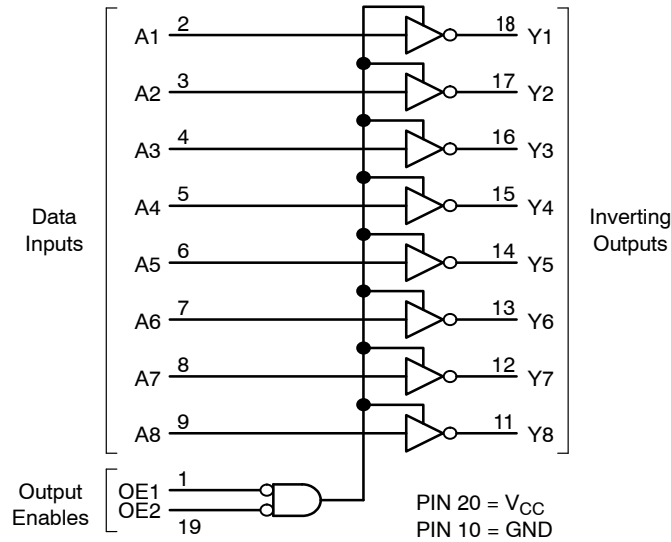 A1 2 18 Y1
A2 3 17 Y2
A3 4 16 Y3
A4 5 15 Y4
Data
Inputs
Inverting
Outputs
A5 6 14 Y5
A6 7 13 Y6
A7 8 12 Y7
A8 9 11 Y8
Output
Enables
OE1 1
OE2 19
PIN 20 = VCC
PIN 10 = GND